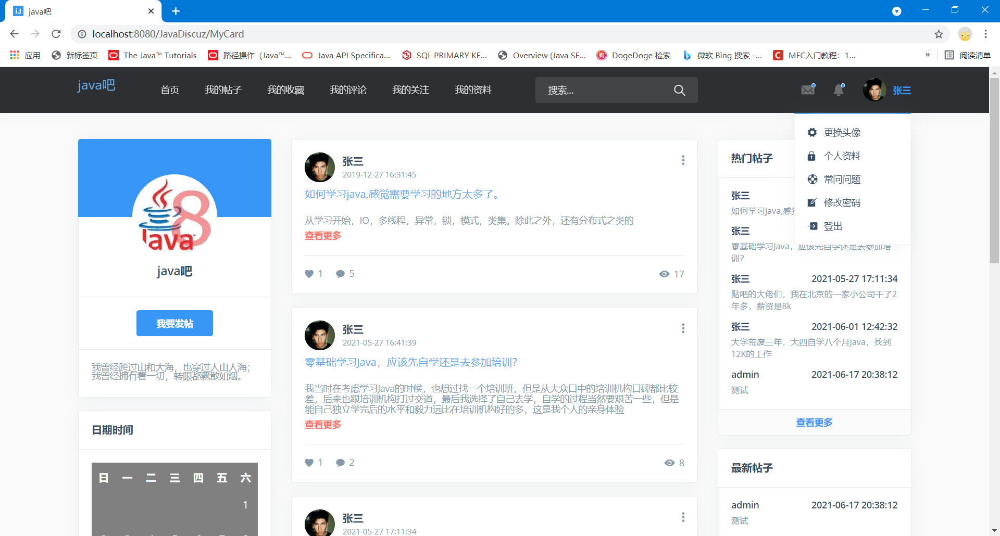 java吧
localhost:8080/JavaDiscuz/MyCard
应用
新标签页
The Java™ Tutorials
路径操作（Java™...
Java API Specifica...
SQL PRIMARY KE...
Overview (Java SE...
DogeDoge 检索
微软 Bing 搜索 -...
MFC入门教程：1...
»
阅读清单
java吧
首页
我的帖子
我的收藏
我的评论
我的关注
我的资料
搜索...
张三
更换头像
个人资料
常问问题
修改密码
登出
java吧
我要发帖
我曾经跨过山和大海，也穿过人山人海；
我曾经拥有着一切，转眼都飘散如烟。
日期时间
日 一 二 三 四 五 六
1
张三
2019-12-27 16:31:45
如何学习java,感觉需要学习的地方太多了。
从学习开始，IO，多线程，异常，锁，模式，类集。除此之外，还有分布式之类的
查看更多
1 5 17
张三
2021-05-27 16:41:39
零基础学习Java，应该先自学还是去参加培训？
我当时在考虑学习Java的时候，也想过找一个培训班，但是从大众口中的培训机构口碑都比较
差，后来也跟培训机构打过交道，最后我选择了自己去学，自学的过程当然要艰苦一些，但是
能自己独立学完后的水平和毅力远比在培训机构好的多，这是我个人的亲身体验
查看更多
1 2 8
张三
2021-05-27 17:11:34
热门帖子
张三
如何学习java,感
张三
零基础学习Java，应该先自学还是去参加培
训？
张三 2021-05-27 17:11:34
贴吧的大佬们，我在北京的一家小公司干了2
年多，薪资是8k
张三 2021-06-01 12:42:32
大学荒废三年，大四自学八个月Java，找到
12K的工作
admin 2021-06-17 20:38:12
测试
查看更多
最新帖子
admin 2021-06-17 20:38:12
测试